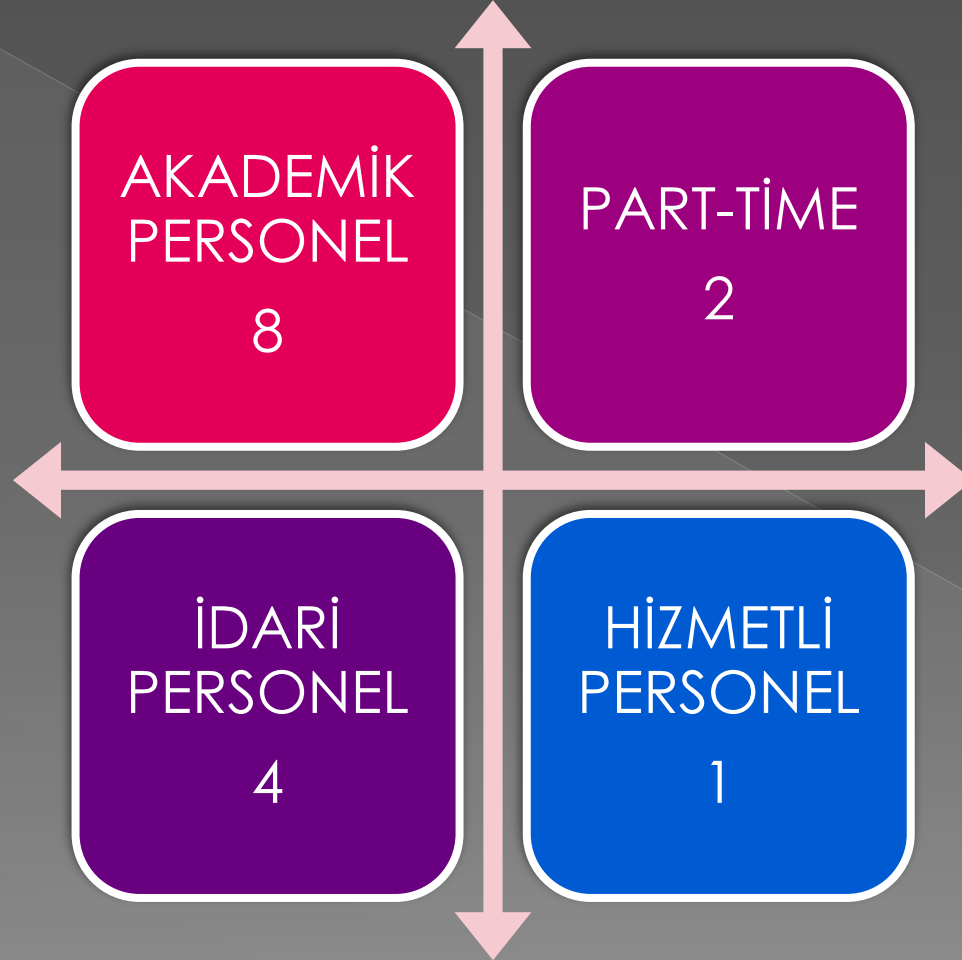 AKADEMİK
PERSONEL
8
PART-TİME
2
İDARİ
PERSONEL
4
HİZMETLİ
PERSONEL
1